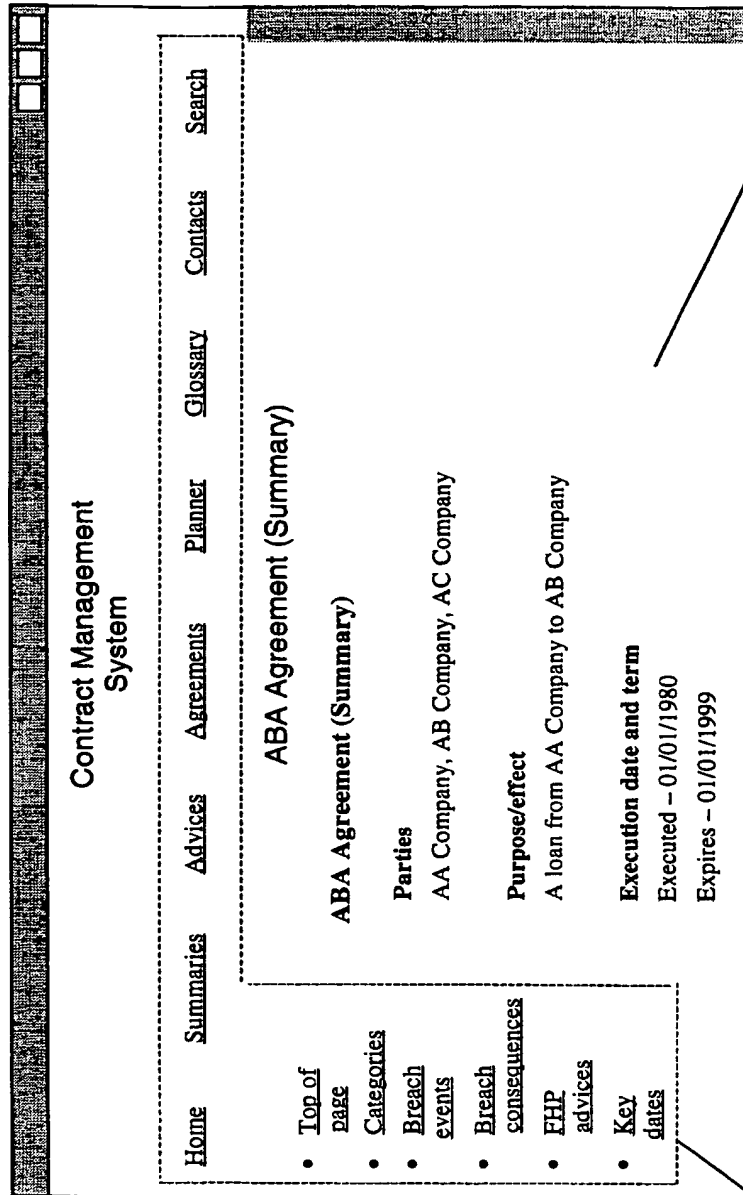 Contract Management
System
Home Summaries Advices Agreements Planner Glossary Contacts Search
• Top of
page
• Categories
• Breach
events
• Breach
consequences
• FHP
advices
• Key
dates
ABA Agreement (Summary)
ABA Agreement (Summary)
Parties
AA Company, AB Company, AC Company
Purpose/effect
A loan from AA Company to AB Company
Execution date and term
Executed – 01/01/1980
Expires – 01/01/1999